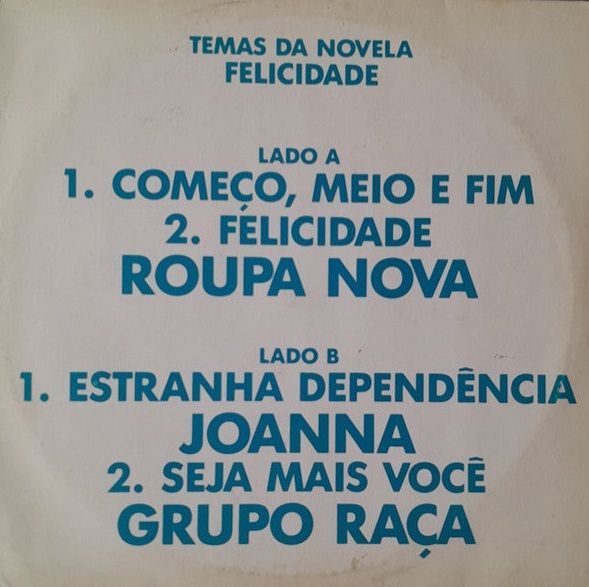 TEMAS DA NOVELA
FELICIDADE
LADO A
1. COMEÇO, MEIO E FIM
2. FELICIDADE
ROUPA NOVA
LADO B
1. ESTRANHA DEPENDÊNCIA
JOANNA
2. SEJA MAIS VOCÊ
GRUPO RAÇA